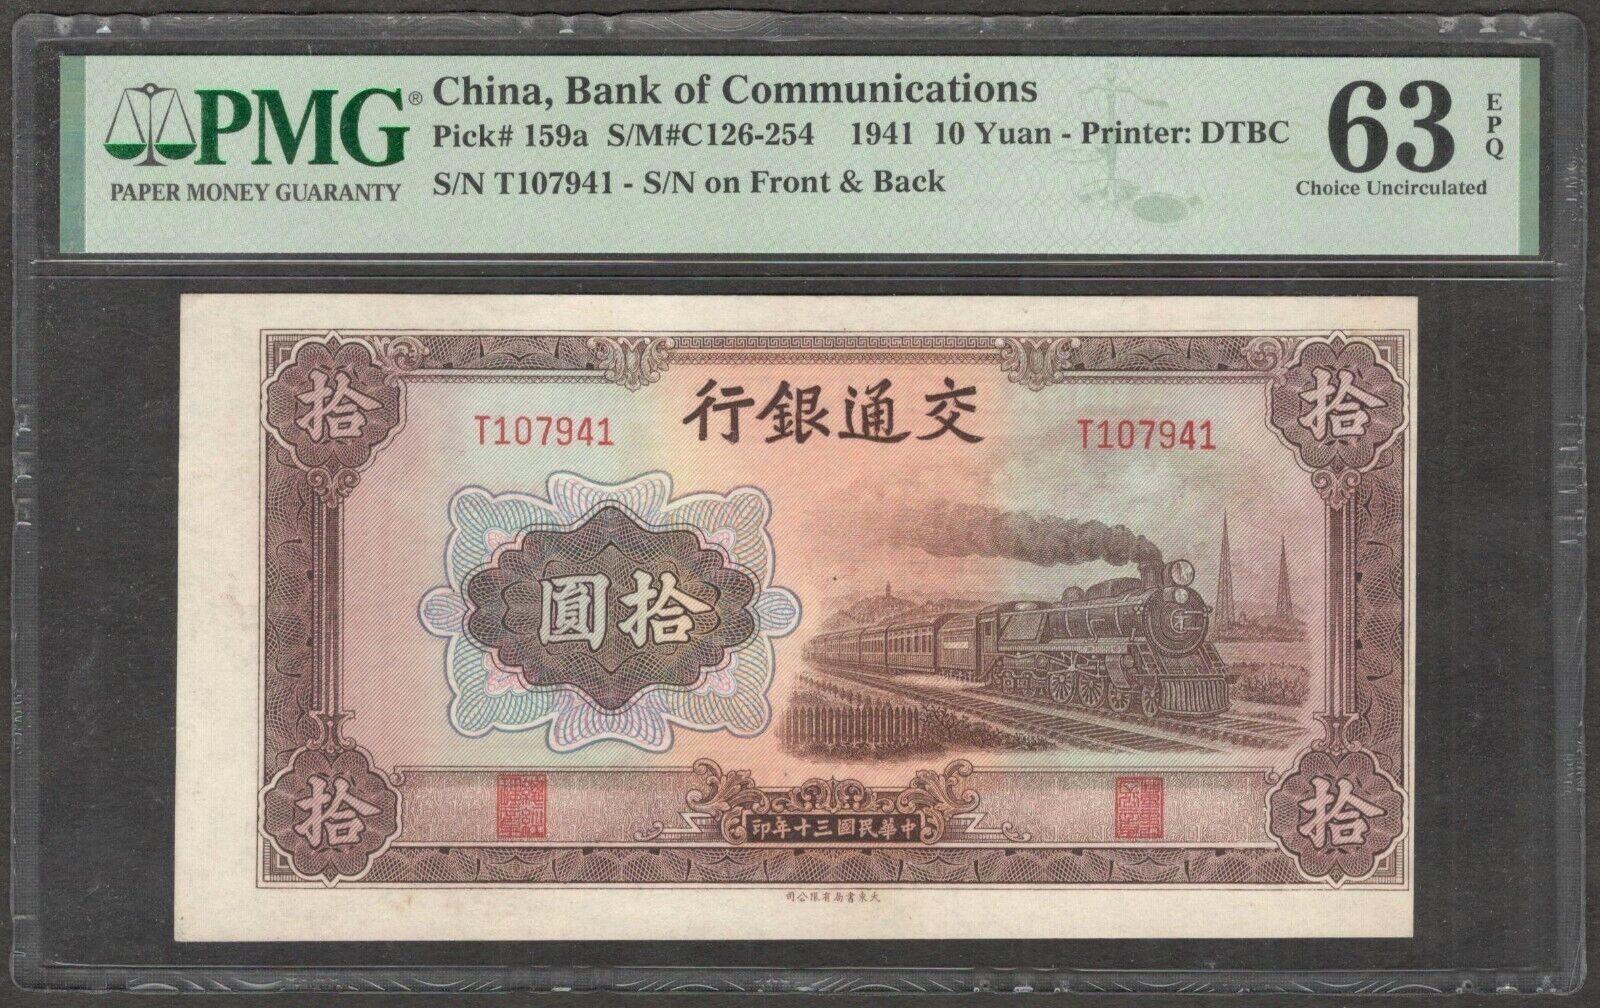 PMG®
PAPER MONEY GUARANTY
China, Bank of Communications
Pick# 159a S/M#C126-254 1941 10 Yuan - Printer: DTBC
S/N T107941 - S/N on Front & Back
63
EPQ
Choice Uncirculated
拾
拾
行銀通交
T107941
T107941
圓拾
拾
拾
印年十三國民華中
司公限有局書東大